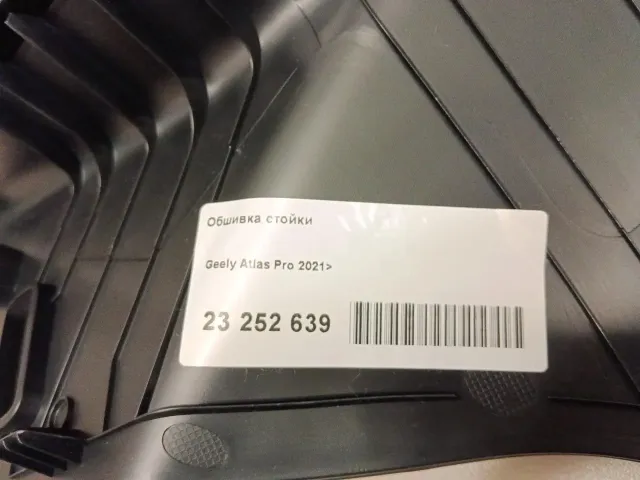 Обшивка стойки
Geely Atlas Pro 2021>
23 252 639